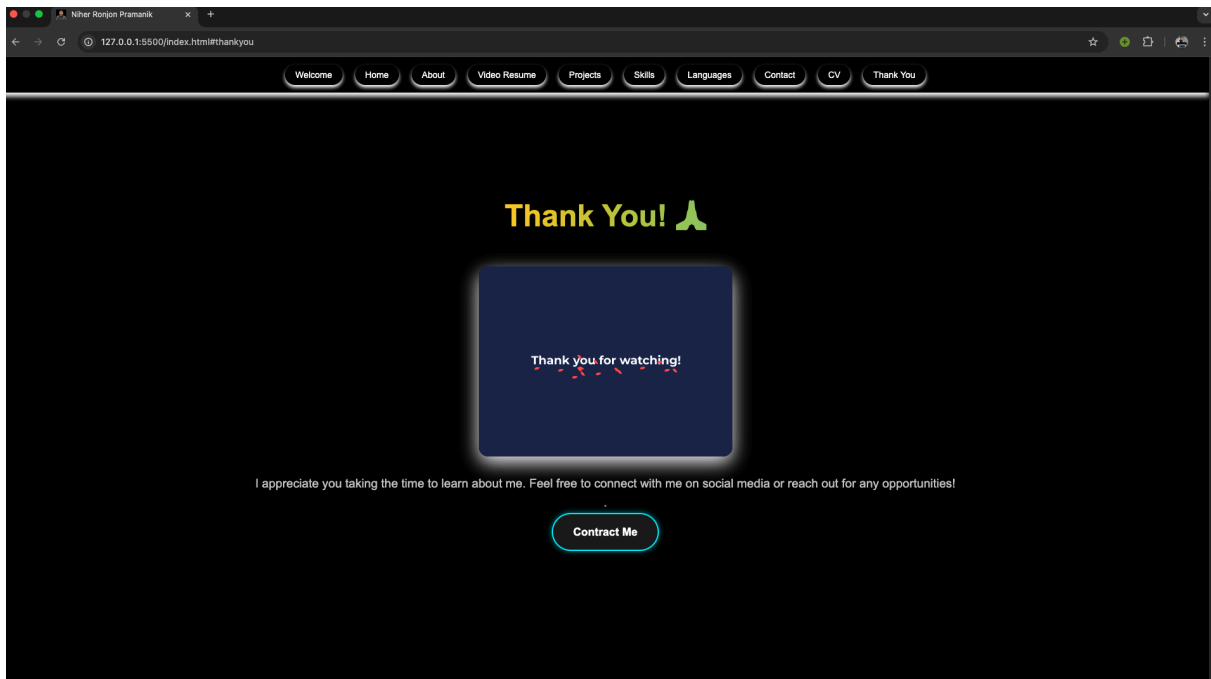 Niher Ronjon Pramanik
127.0.0.1:5500/index.html#thankyou
Welcome Home About Video Resume Projects Skills Languages Contact CV Thank You
Thank You! 🙏
Thank you for watching!
I appreciate you taking the time to learn about me. Feel free to connect with me on social media or reach out for any opportunities!
.
Contract Me